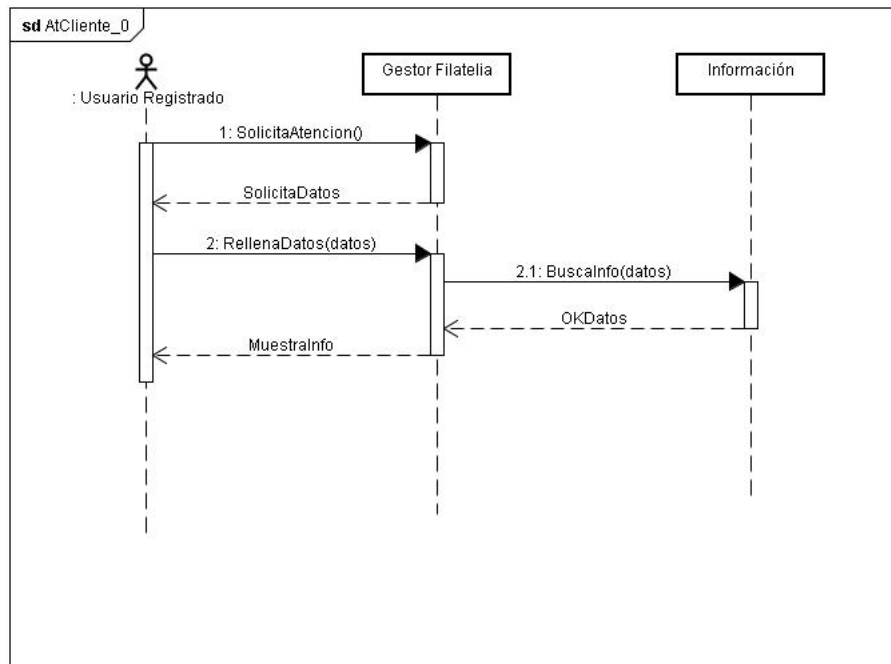 sd AtCliente_0
: Usuario Registrado
Gestor Filatelia
Información
1: SolicitaAtencion()
SolicitaDatos
2: RellenaDatos(datos)
2.1: BuscaInfo(datos)
OKDatos
MuestraInfo